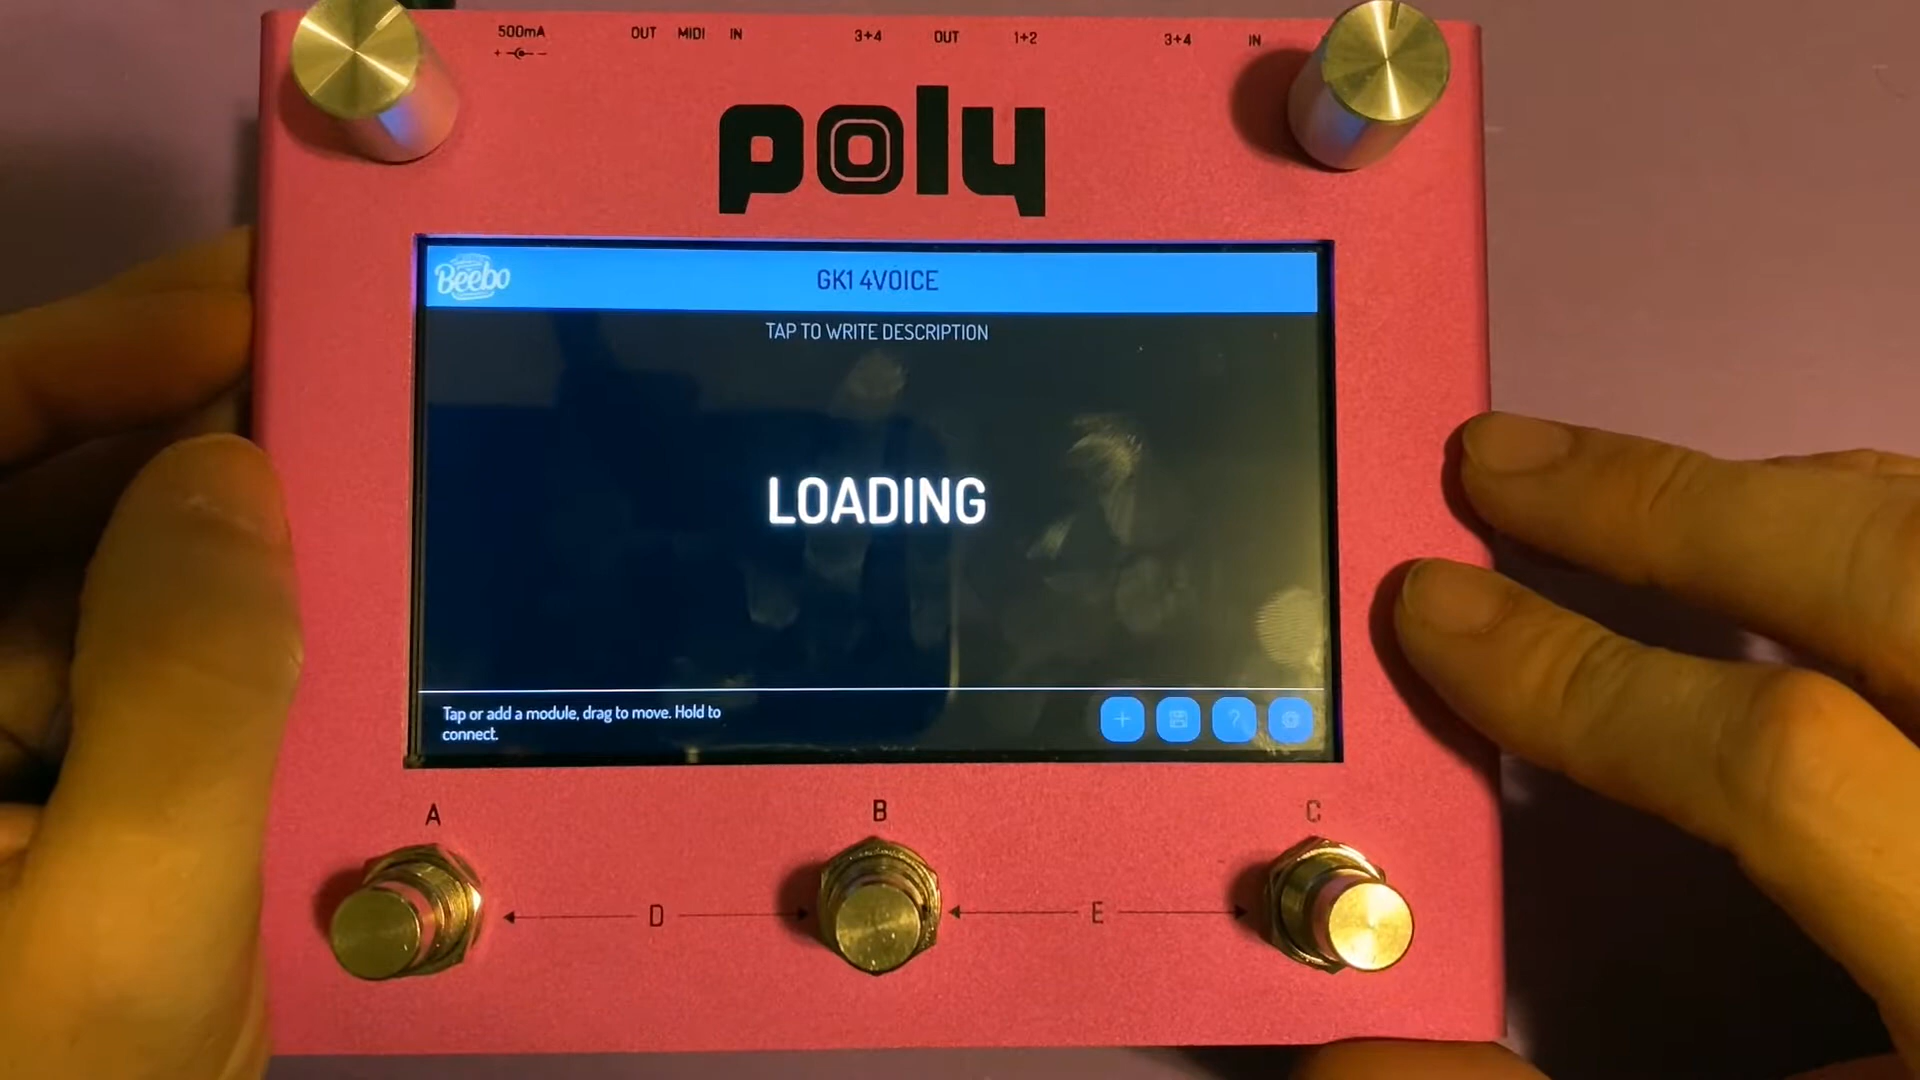 500mA
+ -
OUT MIDI IN
3+4 OUT 1+2
3+4 IN
poly
Beebo
GK1 4VOICE
TAP TO WRITE DESCRIPTION
LOADING
Tap or add a module, drag to move. Hold to
connect.
+ ?
A B C
D E